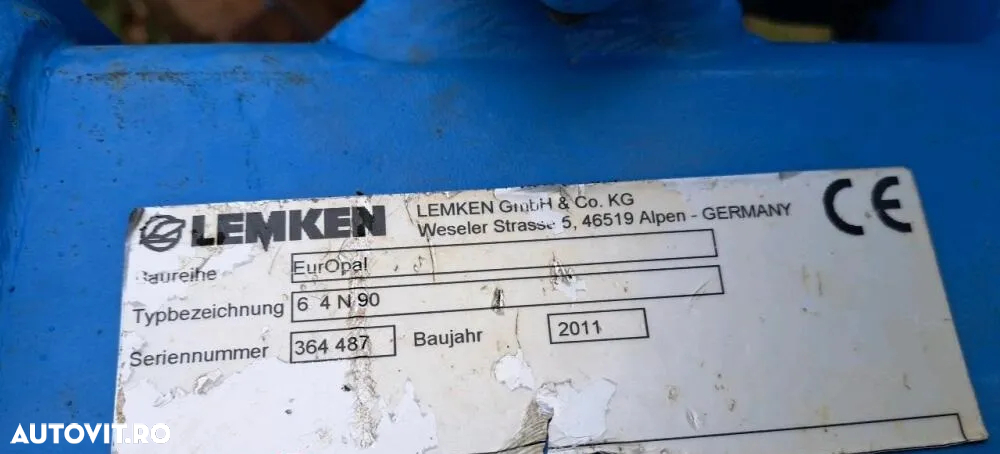 LEMKEN
LEMKEN GmbH & Co. KG
Weseler Strasse 5, 46519 Alpen - GERMANY
CE
Baureihe EurOpal
Typbezeichnung 6 4 N 90
Seriennummer 364 487 Baujahr 2011
AUTOVIT.RO